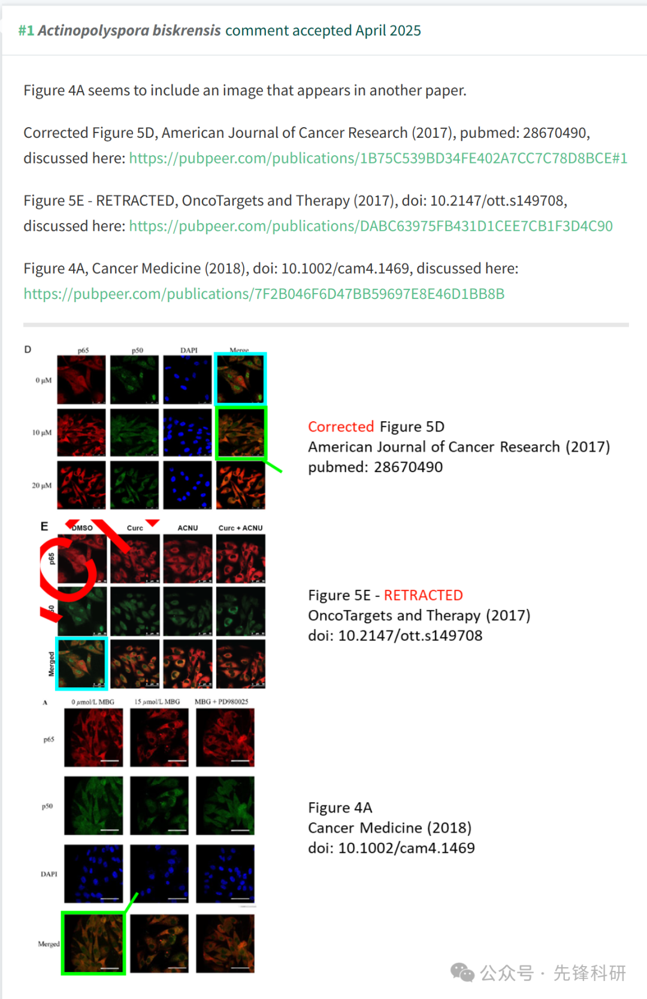 #1 Actinopolyspora biskrensis comment accepted April 2025
Figure 4A seems to include an image that appears in another paper.
Corrected Figure 5D, American Journal of Cancer Research (2017), pubmed: 28670490,
discussed here: https://pubpeer.com/publications/1B75C539BD34FE402A7CC7C78D8BCE#1
Figure 5E - RETRACTED, OncoTargets and Therapy (2017), doi: 10.2147/ott.s149708,
discussed here: https://pubpeer.com/publications/DABC63975FB431D1CEE7CB1F3D4C90
Figure 4A, Cancer Medicine (2018), doi: 10.1002/cam4.1469, discussed here:
https://pubpeer.com/publications/7F2B046F6D47BB59697E8E46D1BB8B
D
p65 p50 DAPI Merge
0 μM
10 μM
20 μM
Corrected Figure 5D
American Journal of Cancer Research (2017)
pubmed: 28670490
E
DMSO Curc ACNU Curc + ACNU
p65
Merged
Figure 5E - RETRACTED
OncoTargets and Therapy (2017)
doi: 10.2147/ott.s149708
A
0 μmol/L MBG 15 μmol/L MBG MBG + PD980025
p65
p50
DAPI
Merged
Figure 4A
Cancer Medicine (2018)
doi: 10.1002/cam4.1469
公众号 · 先锋科研